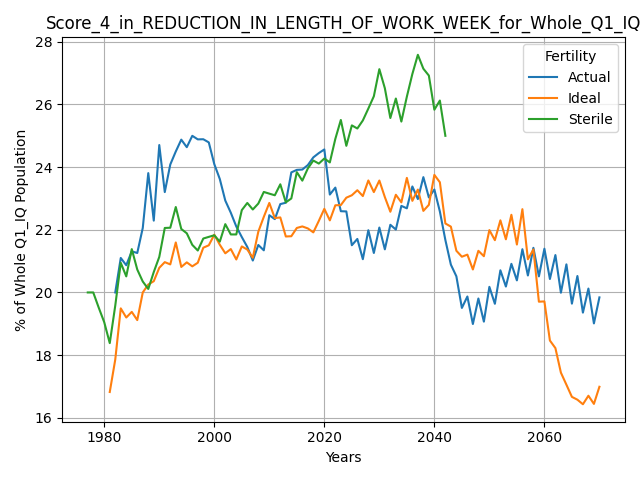 Score_4_in_REDUCTION_IN_LENGTH_OF_WORK_WEEK_for_Whole_Q1_IQ
28
26
24
22
20
18
16
% of Whole Q1_IQ Population
Fertility
Actual
Ideal
Sterile
1980 2000 2020 2040 2060
Years